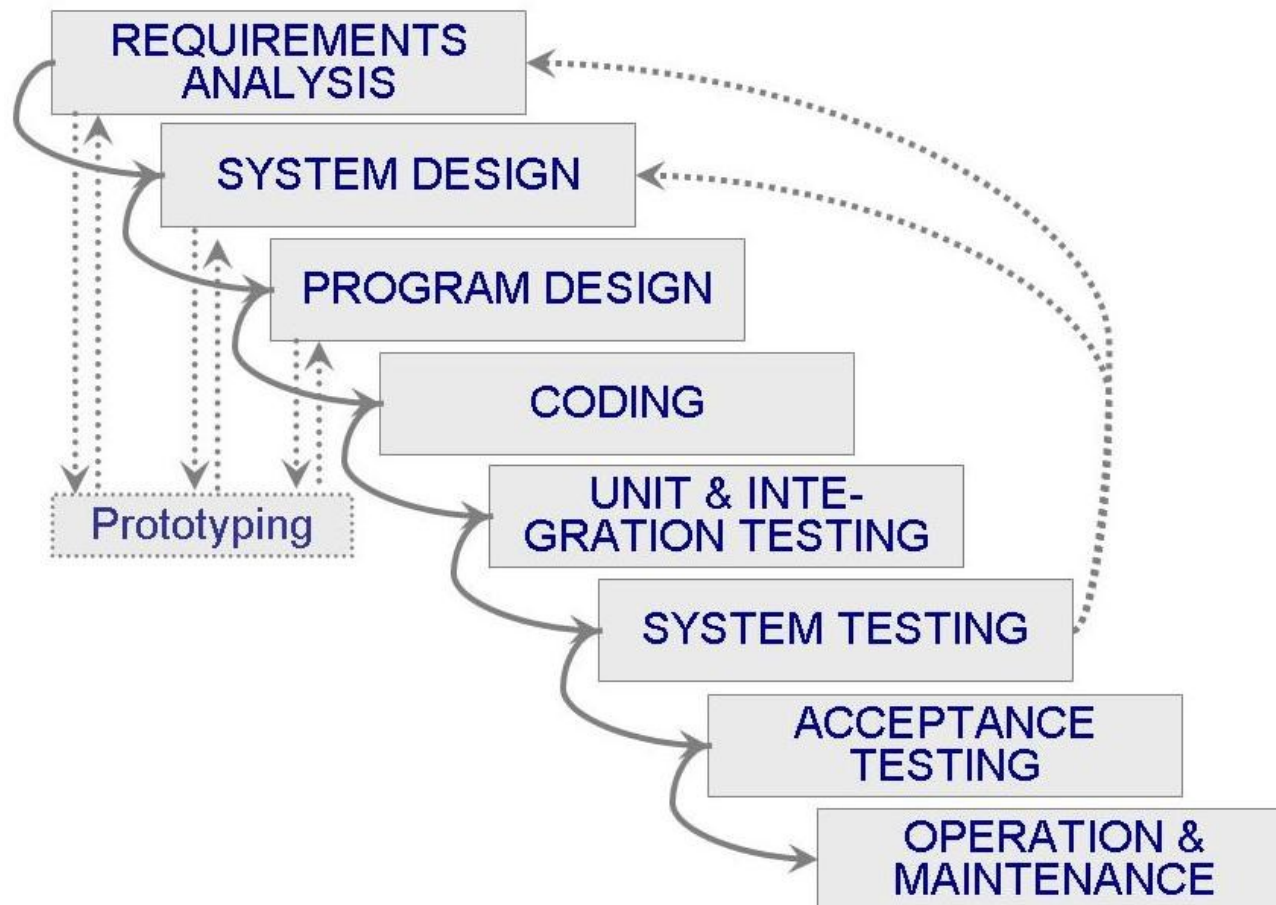 REQUIREMENTS
ANALYSIS
SYSTEM DESIGN
PROGRAM DESIGN
CODING
UNIT & INTE-
GRATION TESTING
Prototyping
SYSTEM TESTING
ACCEPTANCE
TESTING
OPERATION &
MAINTENANCE